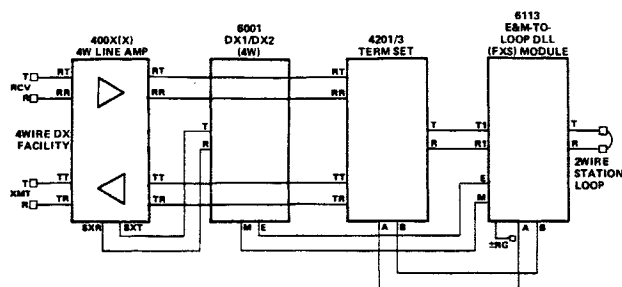 400X(X)
4W LINE AMP
6001
DX1/DX2
(4W)
4201/3
TERM SET
6113
E&M-TO-
LOOP DLL
(FXS) MODULE
T RT RT RT
RCV
R RR RR RR
4WIRE DX
FACILITY
T T T1 T
R R R1 R
2WIRE
STATION
LOOP
T TT TT TT
XMT
R TR TR TR
E
M
SXR SXT M E A B ±RG A B